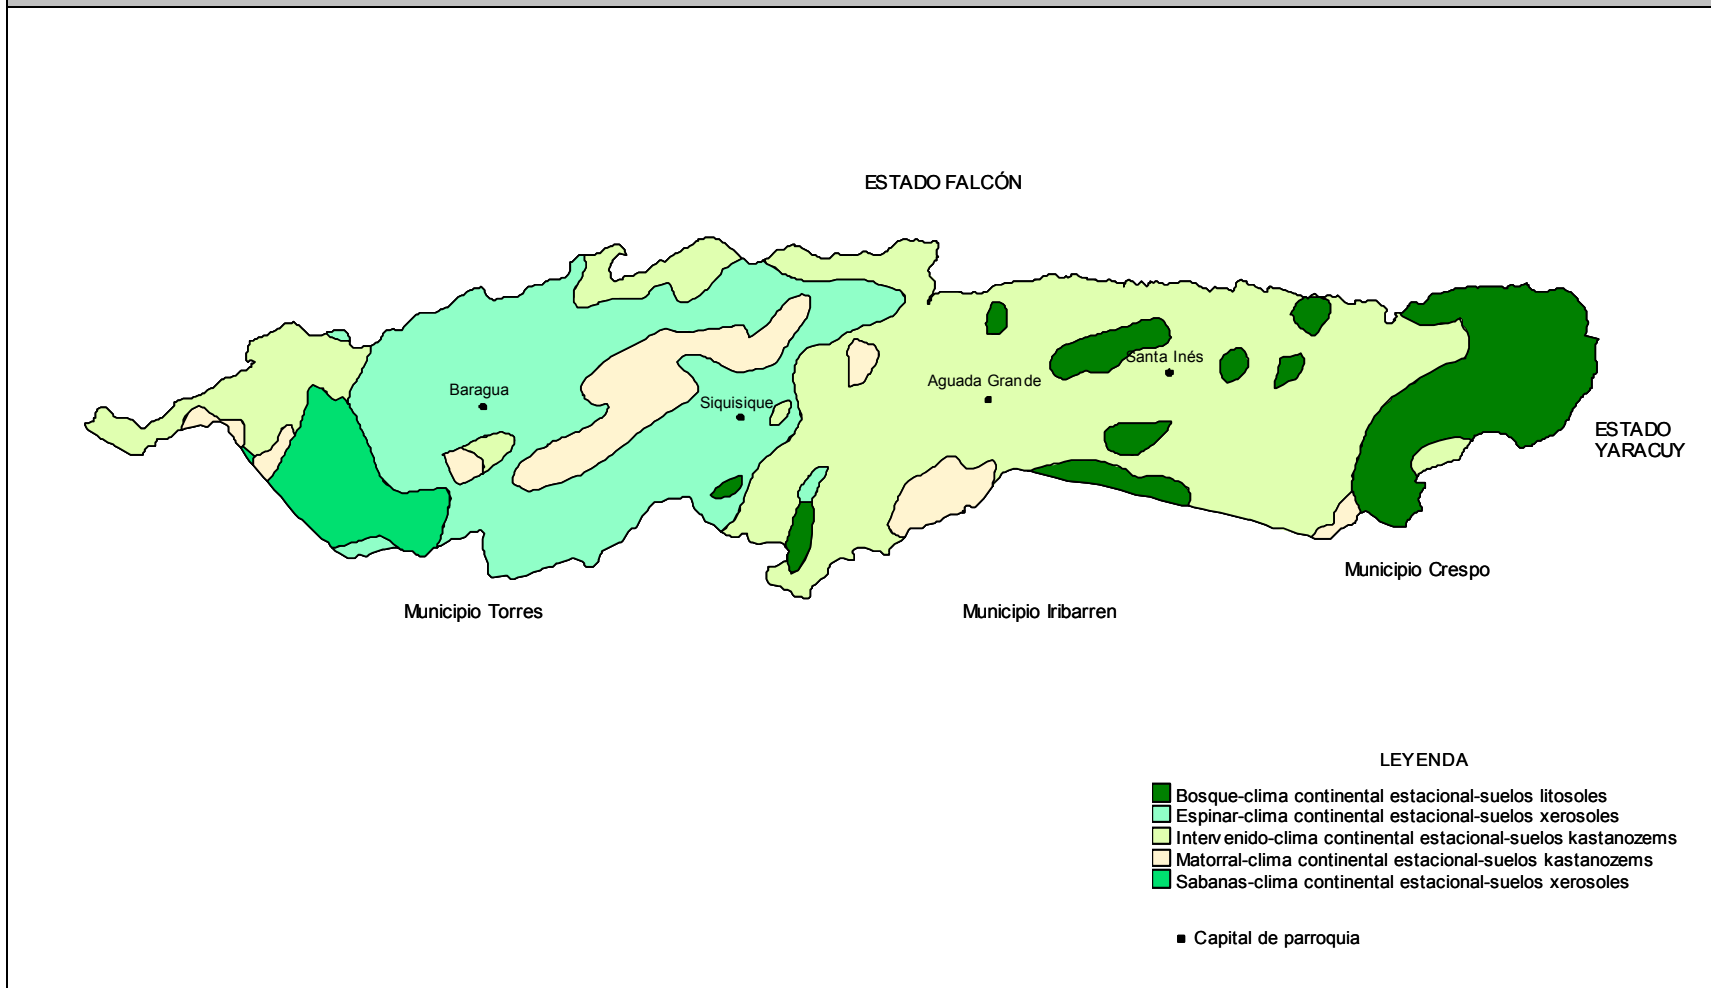 ESTADO FALCÓN
Santa Inés
Aguada Grande
Baragua
Siquisique
ESTADO
YARACUY
Municipio Crespo
Municipio Torres
Municipio Iribarren
LEYENDA
Bosque-clima continental estacional-suelos litosoles
Espinar-clima continental estacional-suelos xerosoles
Intervenido-clima continental estacional-suelos kastanozems
Matorral-clima continental estacional-suelos kastanozems
Sabanas-clima continental estacional-suelos xerosoles
Capital de parroquia